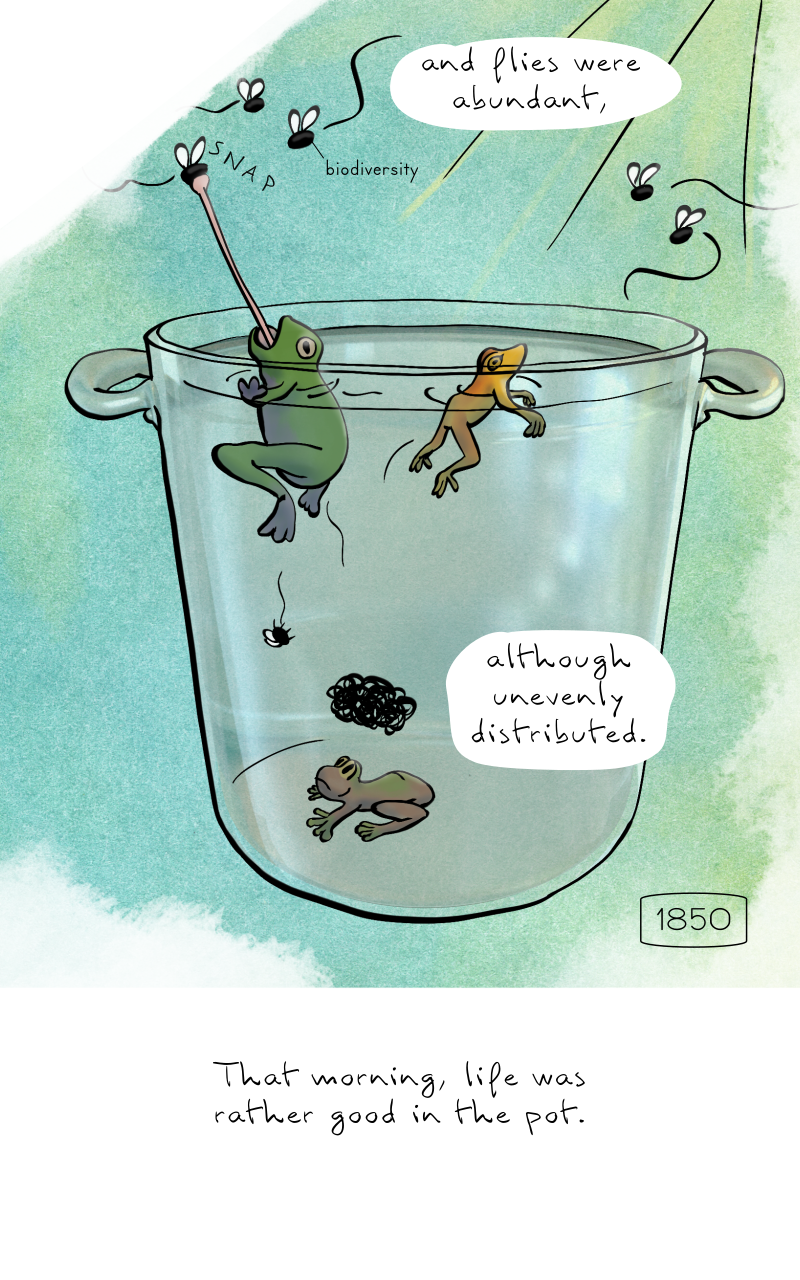 and flies were
abundant,
SNAP
biodiversity
although
unevenly
distributed.
1850
That morning, life was
rather good in the pot.